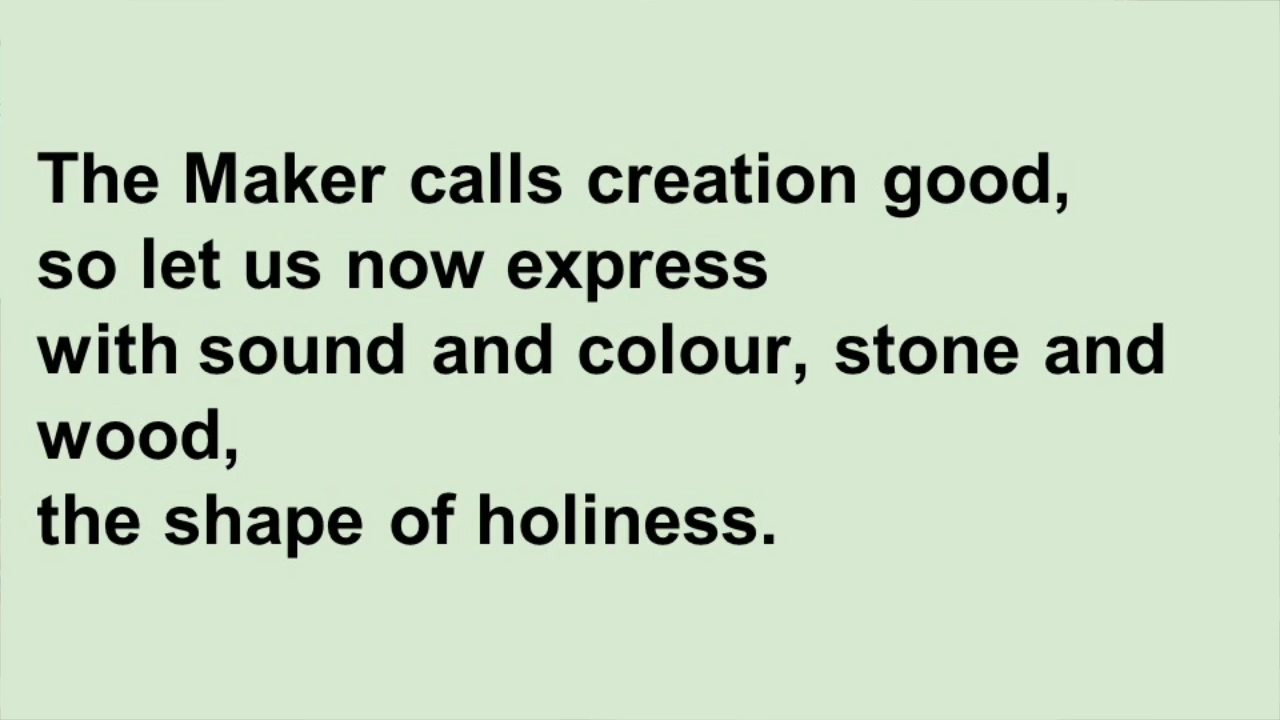 The Maker calls creation good,
so let us now express
with sound and colour, stone and
wood,
the shape of holiness.